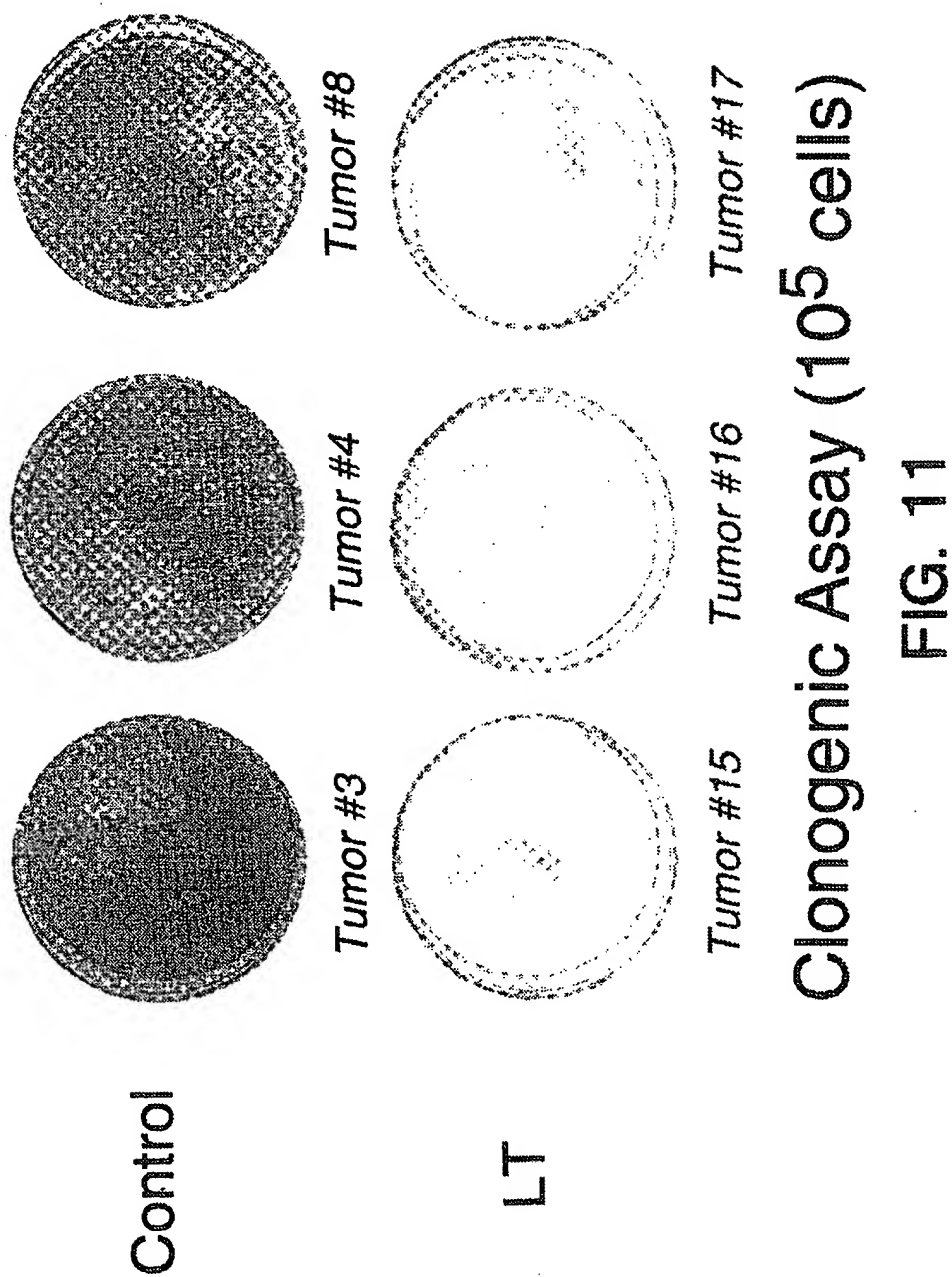 Control
Tumor #3
Tumor #4
Tumor #8
LT
Tumor #15
Tumor #16
Tumor #17
Clonogenic Assay (10⁵ cells)
FIG. 11